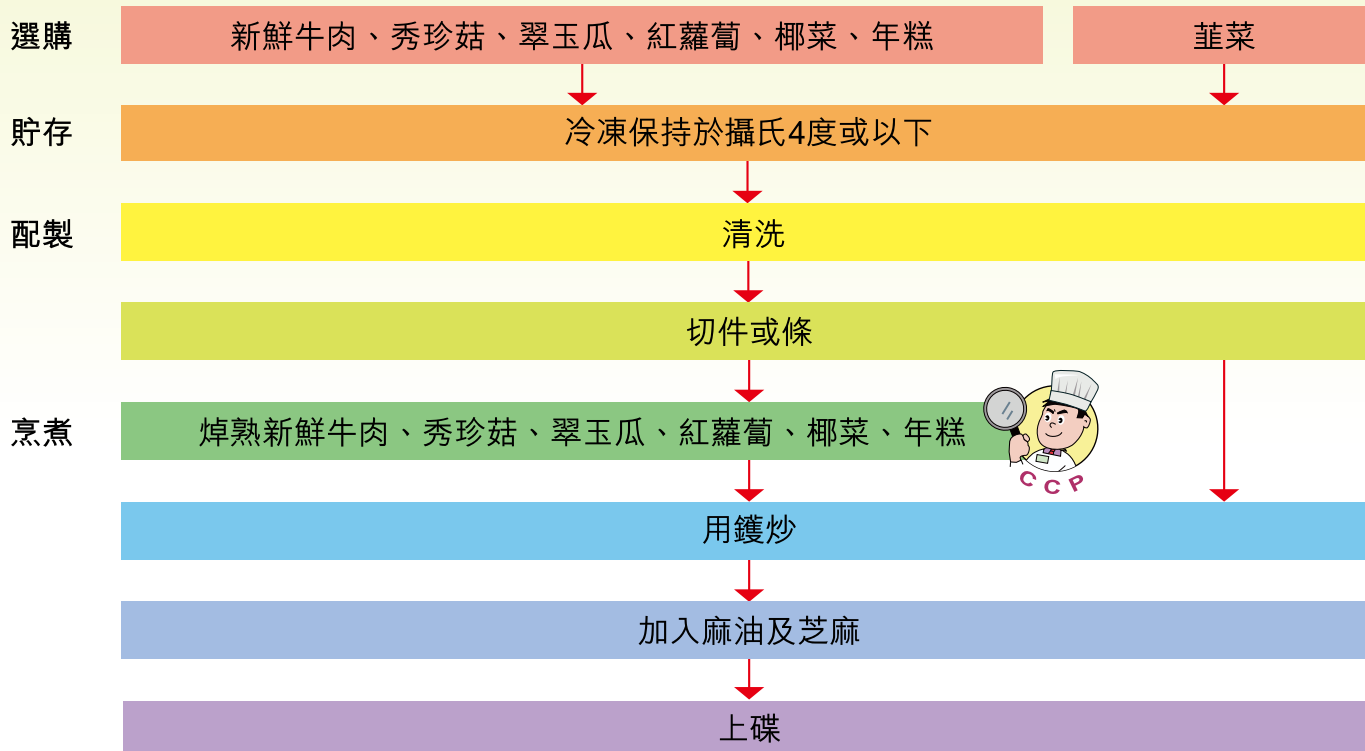 選購
新鮮牛肉、秀珍菇、翠玉瓜、紅蘿蔔、椰菜、年糕
韮菜
貯存
冷凍保持於攝氏4度或以下
配製
清洗
切件或條
烹煮
焯熟新鮮牛肉、秀珍菇、翠玉瓜、紅蘿蔔、椰菜、年糕
CCP
用鑊炒
加入麻油及芝麻
上碟